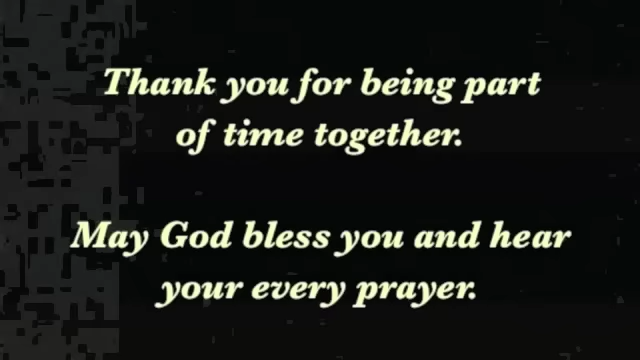 Thank you for being part
of time together.
May God bless you and hear
your every prayer.